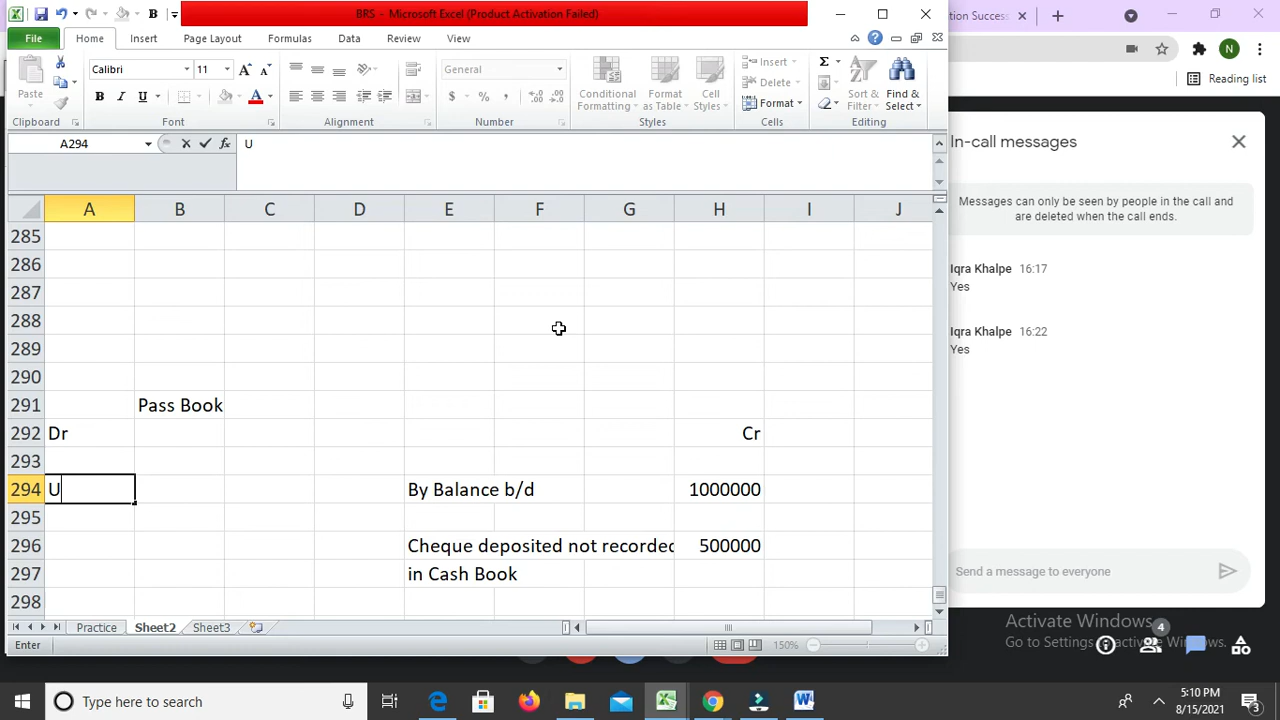 BRS - Microsoft Excel (Product Activation Failed)
tion Success
File Home Insert Page Layout Formulas Data Review View
Paste
Clipboard
Calibri 11
B I U A
Font
Alignment
General
$ % ,
Number
Conditional Formatting
Format as Table
Cell Styles
Styles
Insert
Delete
Format
Cells
Σ
Sort & Filter
Find & Select
Editing
N
Reading list
A294 fx U
A B C D E F G H I J
285
286
287
288
289
290
291 Pass Book
292 Dr Cr
293
294 U By Balance b/d 1000000
295
296 Cheque deposited not recorded 500000
297 in Cash Book
298
Practice Sheet2 Sheet3
Enter 150%
In-call messages
Messages can only be seen by people in the call and
are deleted when the call ends.
Iqra Khalpe 16:17
Yes
Iqra Khalpe 16:22
Yes
Send a message to everyone
Activate Windows
Go to Settings to activate Windows.
4
Type here to search
5:10 PM
8/15/2021
3